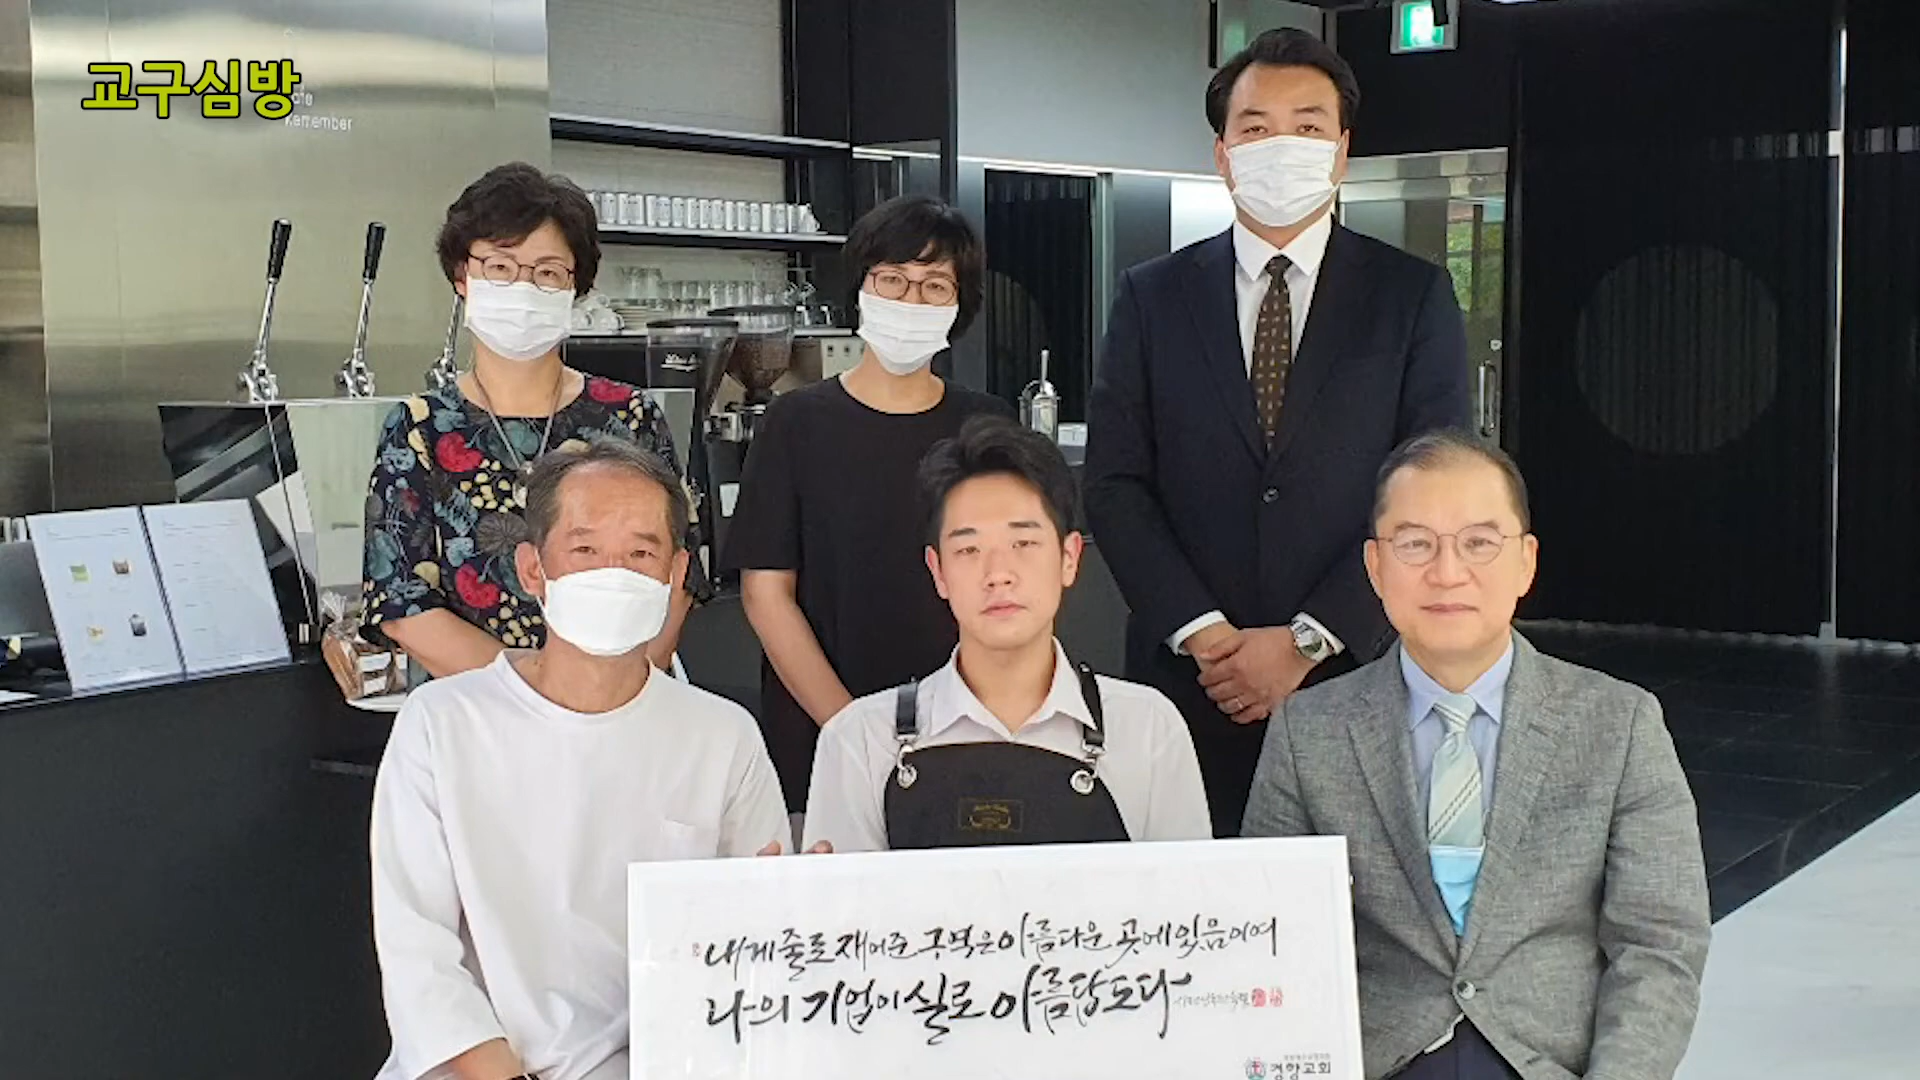 교구심방
Remember
내게 줄로 재어준 구역은 아름다운 곳에 있음이여
나의 기업이 실로 아름답도다
경향교회